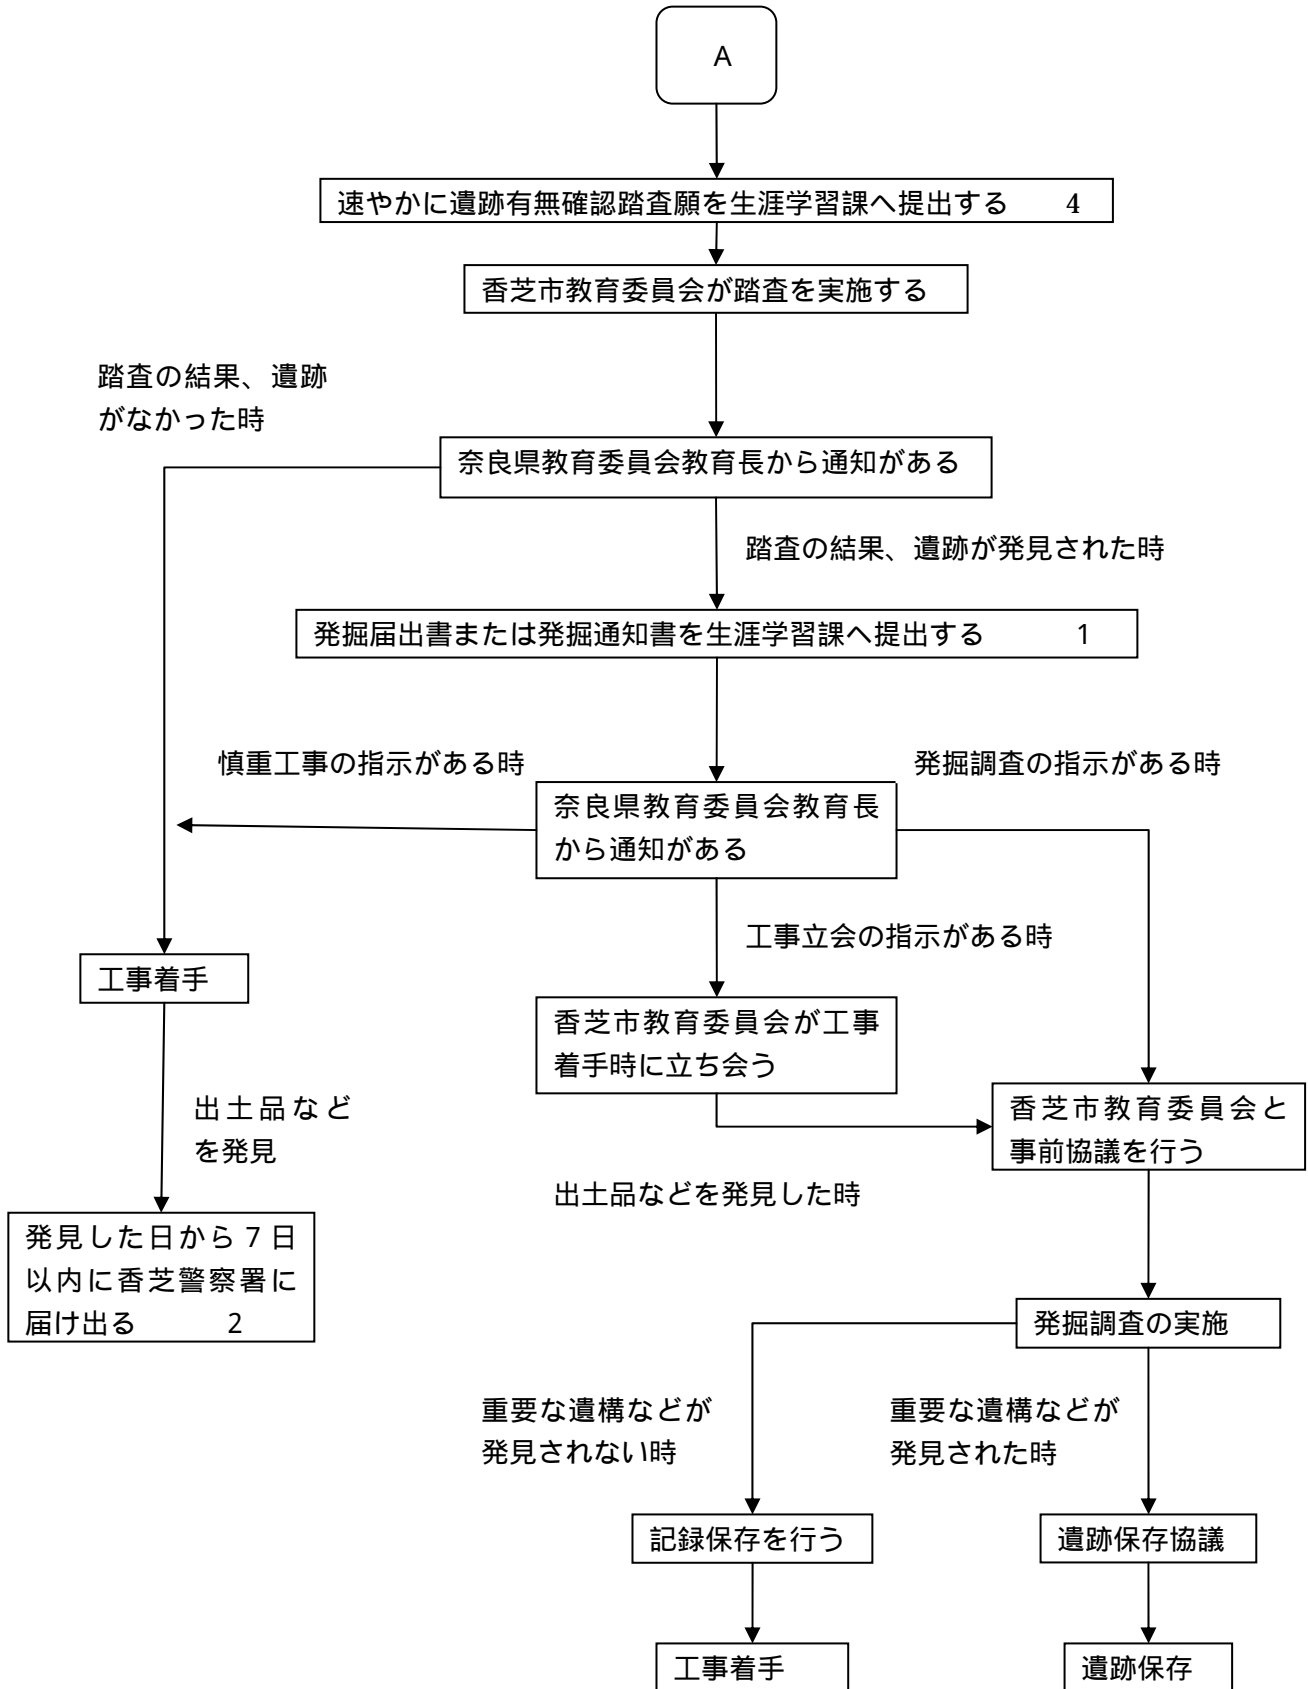 A
速やかに遺跡有無確認踏査願を生涯学習課へ提出する　　4
香芝市教育委員会が踏査を実施する
踏査の結果、遺跡
がなかった時
奈良県教育委員会教育長から通知がある
踏査の結果、遺跡が発見された時
発掘届出書または発掘通知書を生涯学習課へ提出する　　　1
慎重工事の指示がある時
発掘調査の指示がある時
奈良県教育委員会教育長
から通知がある
工事立会の指示がある時
工事着手
香芝市教育委員会が工事
着手時に立ち会う
出土品など
を発見
香芝市教育委員会と
事前協議を行う
出土品などを発見した時
発見した日から７日
以内に香芝警察署に
届け出る　　　2
発掘調査の実施
重要な遺構などが
発見されない時
重要な遺構などが
発見された時
記録保存を行う
遺跡保存協議
工事着手
遺跡保存